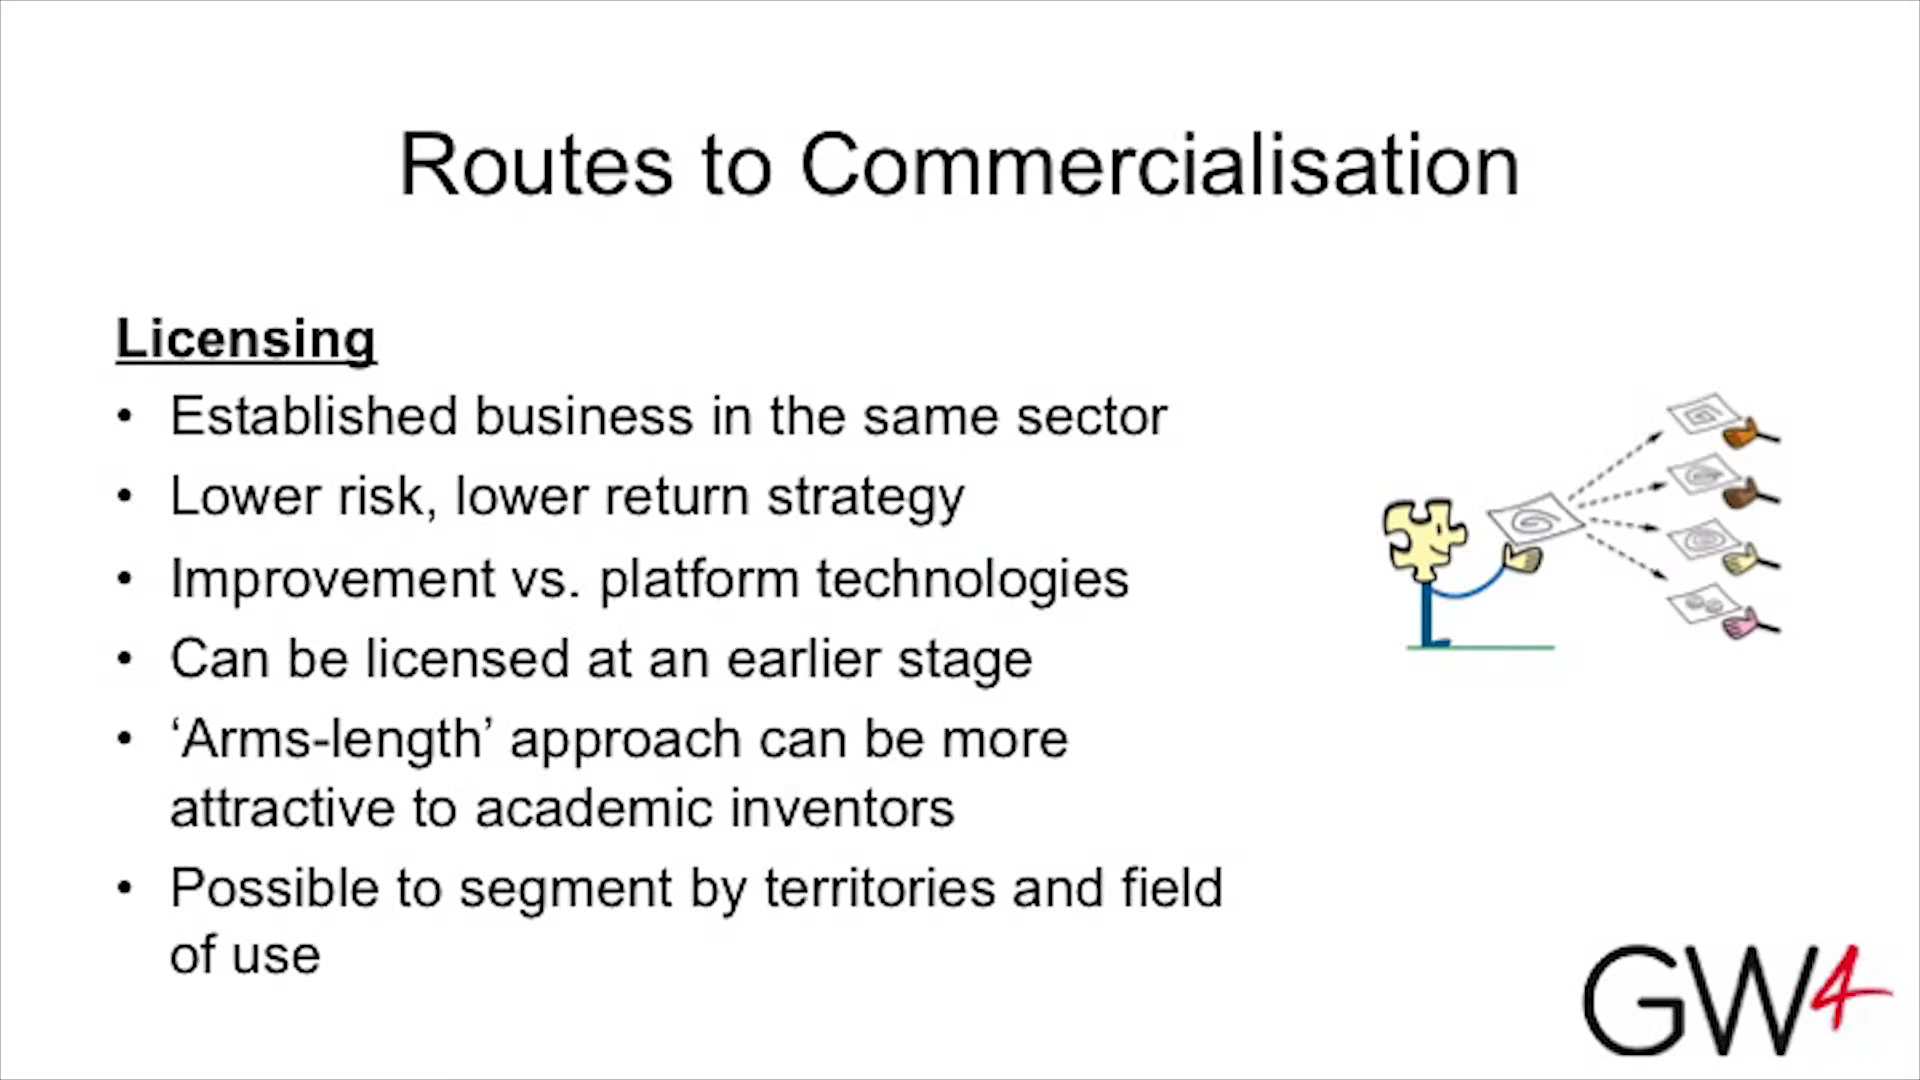 Routes to Commercialisation
Licensing
• Established business in the same sector
• Lower risk, lower return strategy
• Improvement vs. platform technologies
• Can be licensed at an earlier stage
• ‘Arms-length’ approach can be more
attractive to academic inventors
• Possible to segment by territories and field
of use
GW4